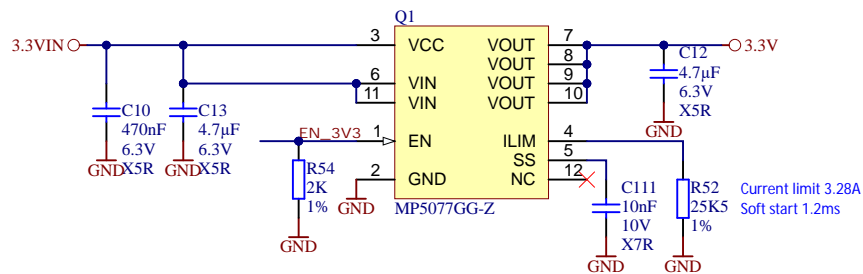 Q1
3.3VIN
3 VCC
VOUT 7
VOUT 8
6 VIN
VOUT 9
11 VIN
VOUT 10
3.3V
C12
4.7µF
6.3V
X5R
GND
C10
470nF
6.3V
X5R
GND
C13
4.7µF
6.3V
X5R
GND
EN_3V3
1 EN
ILIM 4
SS 5
2 GND
NC 12
MP5077GG-Z
R54
2K
1%
GND
GND
C111
10nF
10V
X7R
GND
R52
25K5
1%
GND
Current limit 3.28A
Soft start 1.2ms